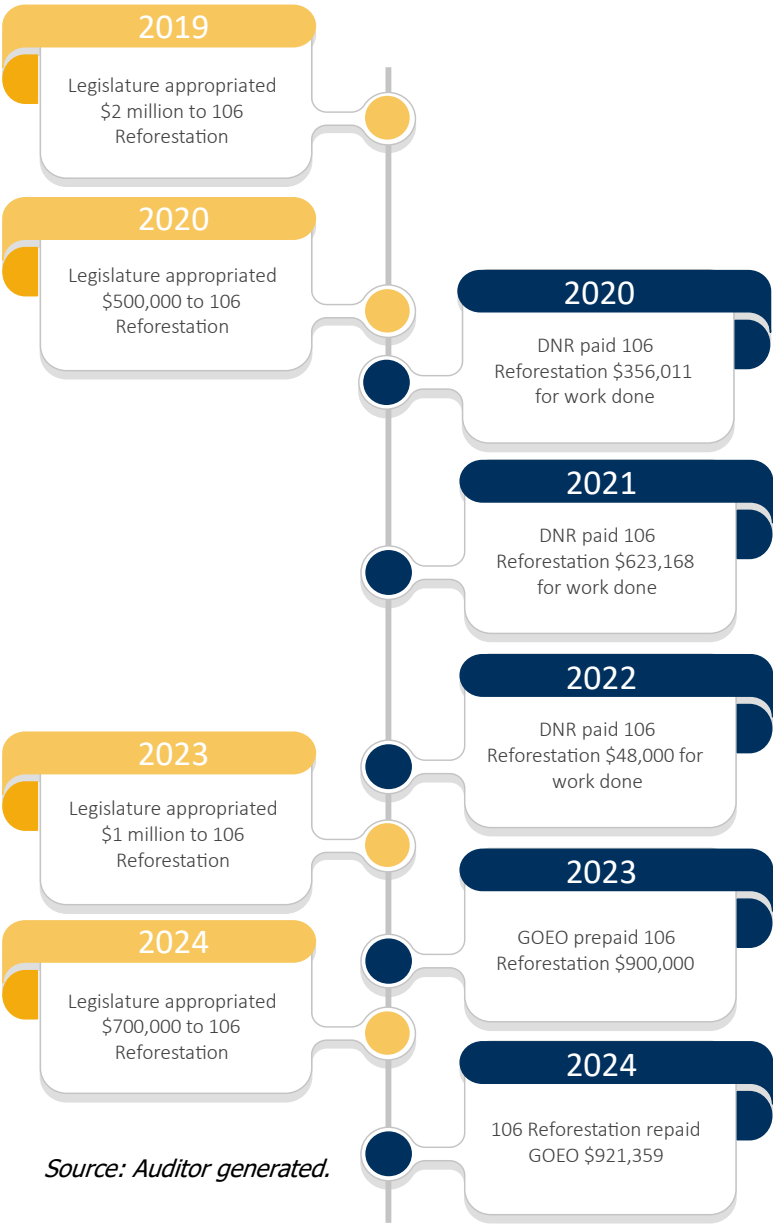 2019
Legislature appropriated
$2 million to 106
Reforestation
2020
Legislature appropriated
$500,000 to 106
Reforestation
2020
DNR paid 106
Reforestation $356,011
for work done
2021
DNR paid 106
Reforestation $623,168
for work done
2022
DNR paid 106
Reforestation $48,000 for
work done
2023
Legislature appropriated
$1 million to 106
Reforestation
2023
GOEO prepaid 106
Reforestation $900,000
2024
Legislature appropriated
$700,000 to 106
Reforestation
2024
106 Reforestation repaid
GOEO $921,359
Source: Auditor generated.